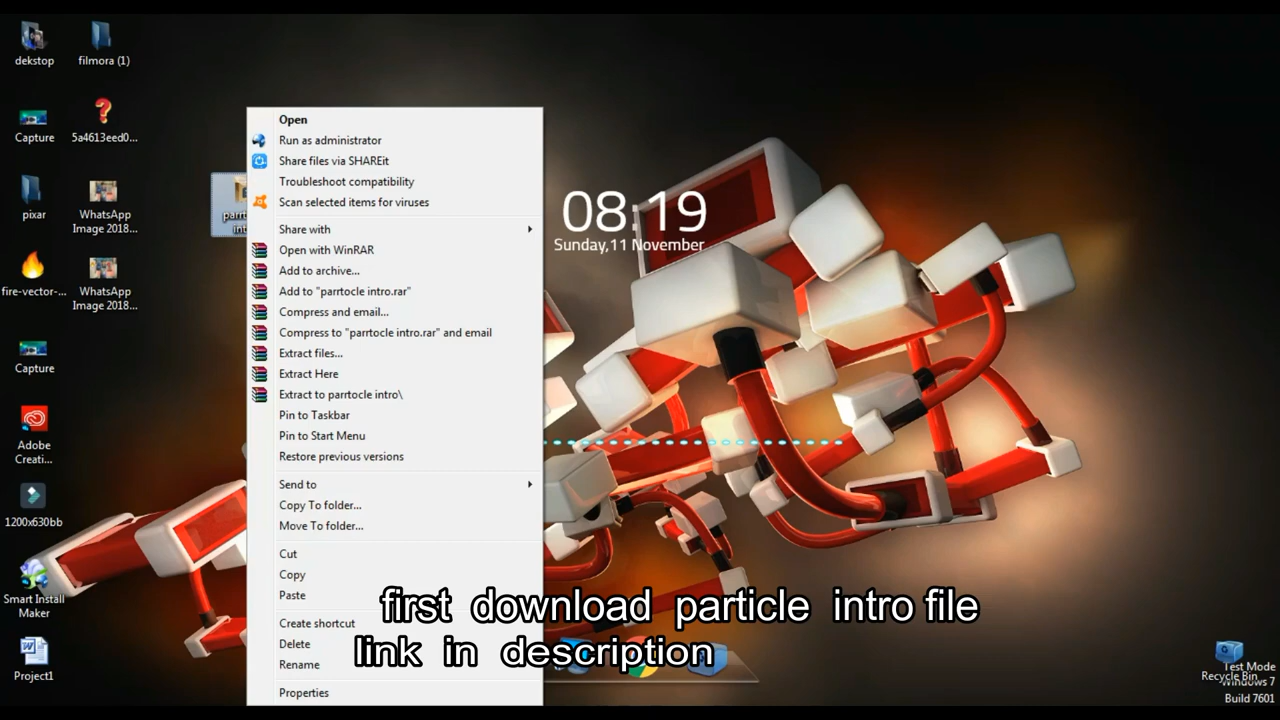 dekstop
filmora (1)
Capture
5a4613eed0...
pixar
WhatsApp
Image 2018...
fire-vector-...
WhatsApp
Image 2018...
Capture
Adobe
Creati...
1200x630bb
Smart Install
Maker
Project1
Open
Run as administrator
Share files via SHAREit
Troubleshoot compatibility
Scan selected items for viruses
Share with
Open with WinRAR
Add to archive...
Add to "parrtocle intro.rar"
Compress and email...
Compress to "parrtocle intro.rar" and email
Extract files...
Extract Here
Extract to parrtocle intro\
Pin to Taskbar
Pin to Start Menu
Restore previous versions
Send to
Copy To folder...
Move To folder...
Cut
Copy
Paste
Create shortcut
Delete
Rename
Properties
08:19
Sunday,11 November
first download particle intro file
link in description
Recycle Bin
Test Mode
Windows 7
Build 7601